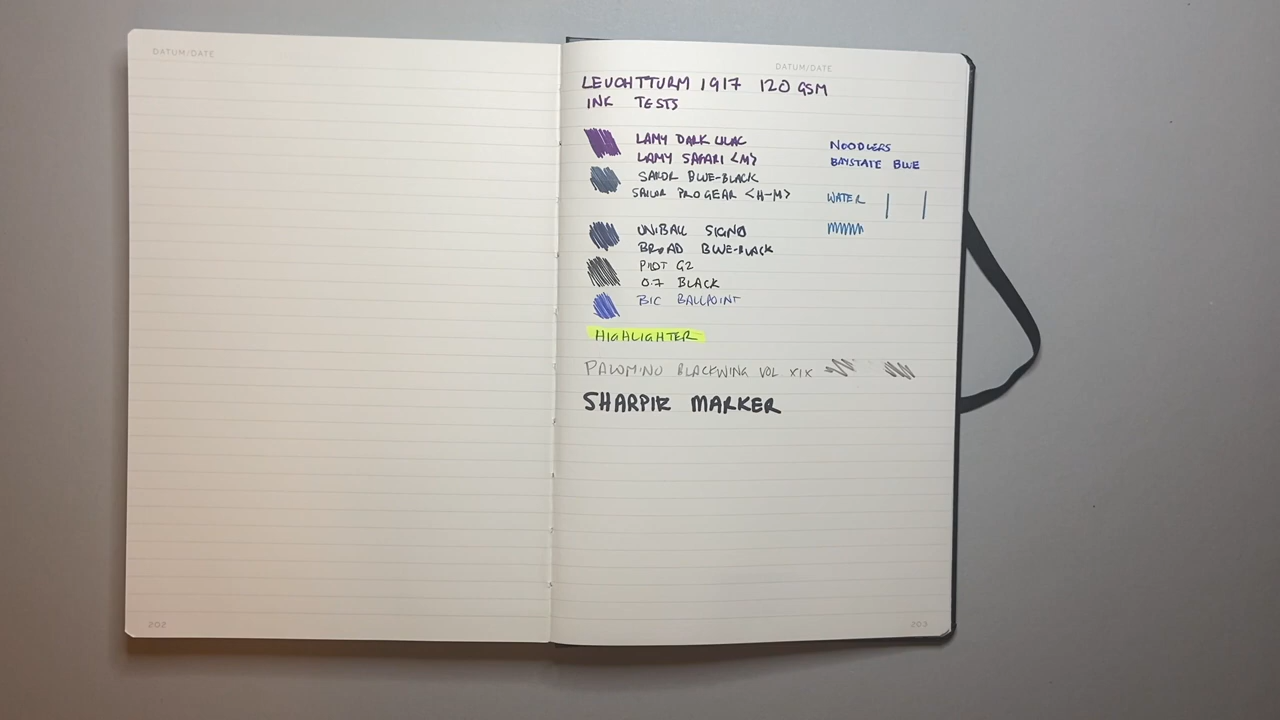 DATUM/DATE
202
DATUM/DATE
LEUCHTTURM 1917 120 GSM
INK TESTS
LAMY DARK LILAC
LAMY SAFARI <M>
SAILOR BLUE-BLACK
SAILOR PRO GEAR <H-M>
NOODLERS
BAYSTATE BLUE
WATER
UNIBALL SIGNO
BROAD BLUE-BLACK
PILOT G2
0.7 BLACK
BIC BALLPOINT
HIGHLIGHTER
PALOMINO BLACKWING VOL XIX
SHARPIE MARKER
203